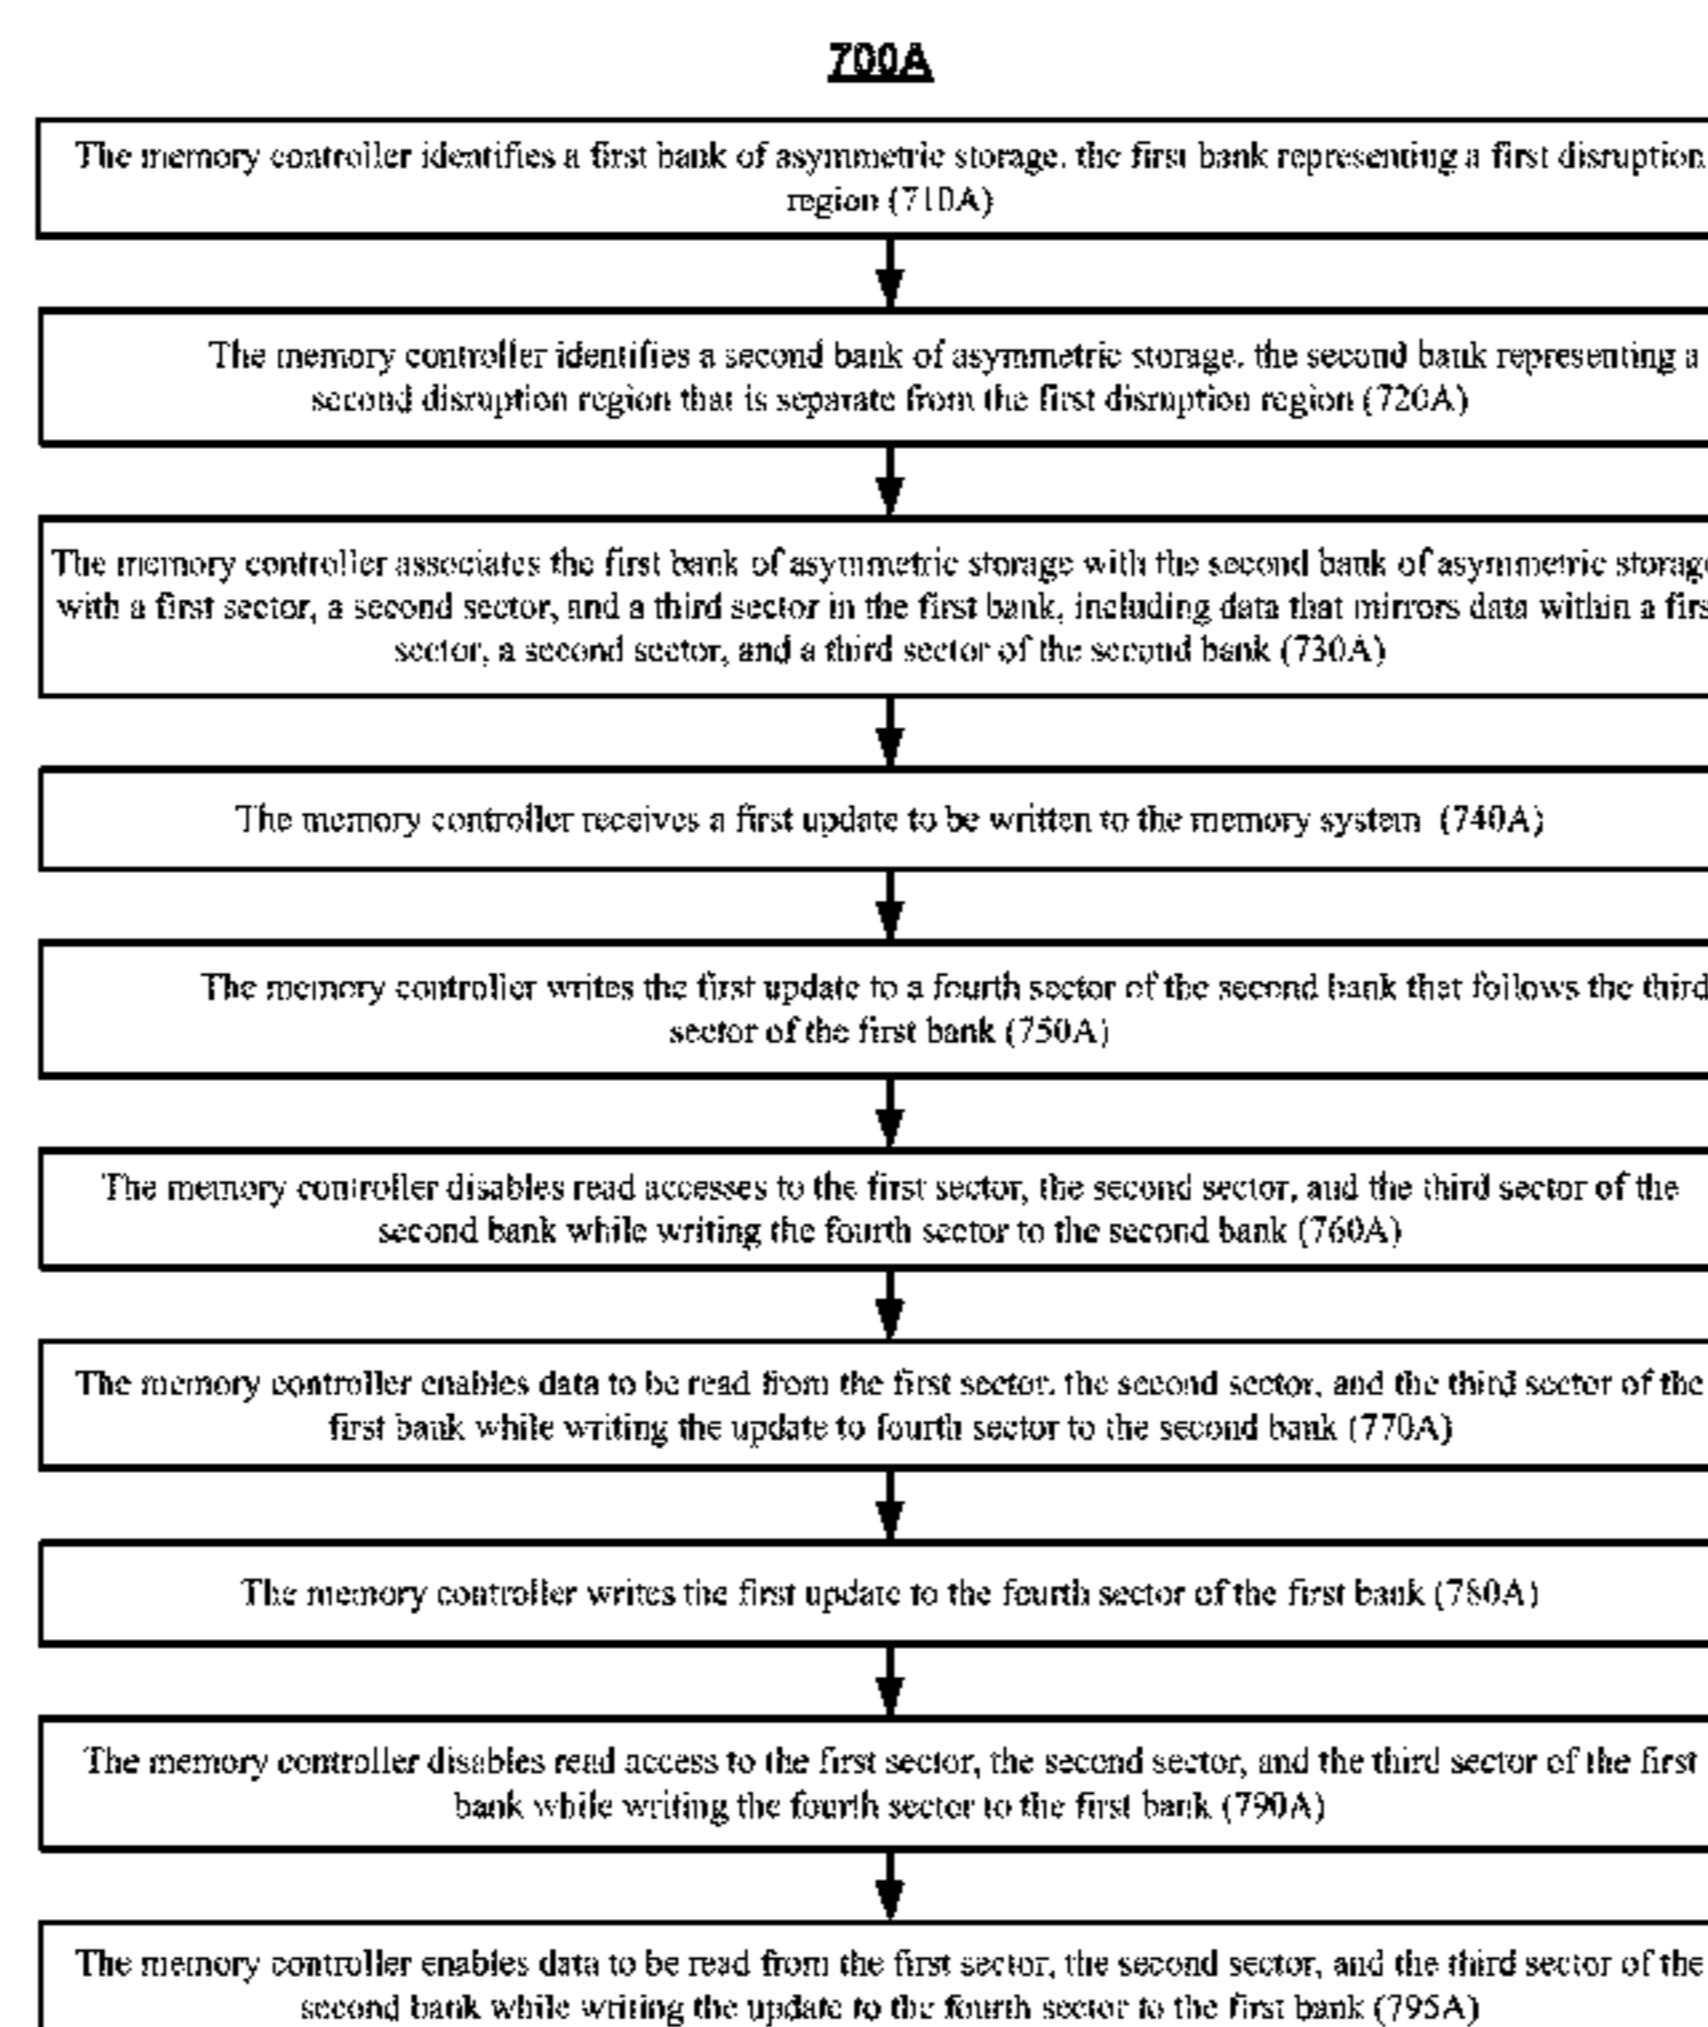 700A
The memory controller identifies a first bank of asymmetric storage, the first bank representing a first disruption
region (710A)
The memory controller identifies a second bank of asymmetric storage, the second bank representing a
second disruption region that is separate from the first disruption region (720A)
The memory controller associates the first bank of asymmetric storage with the second bank of asymmetric storage
with a first sector, a second sector, and a third sector in the first bank, including data that mirrors data within a firs
sector, a second sector, and a third sector of the second bank (730A)
The memory controller receives a first update to be written to the memory system (740A)
The memory controller writes the first update to a fourth sector of the second bank that follows the third
sector of the first bank (750A)
The memory controller disables read accesses to the first sector, the second sector, and the third sector of the
second bank while writing the fourth sector to the second bank (760A)
The memory controller enables data to be read from the first sector, the second sector, and the third sector of the
first bank while writing the update to fourth sector to the second bank (770A)
The memory controller writes the first update to the fourth sector of the first bank (780A)
The memory controller disables read access to the first sector, the second sector, and the third sector of the first
bank while writing the fourth sector to the first bank (790A)
The memory controller enables data to be read from the first sector, the second sector, and the third sector of the
second bank while writing the update to the fourth sector to the first bank (795A)